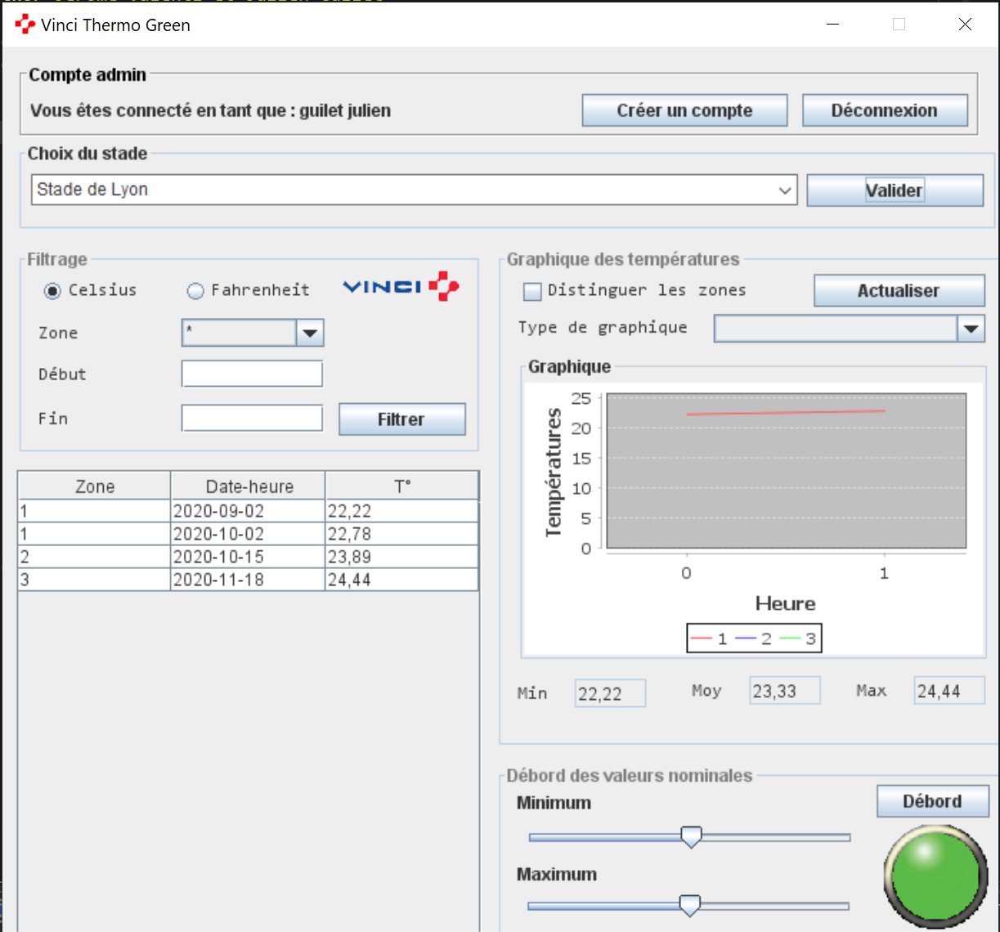 Vinci Thermo Green
Compte admin
Vous êtes connecté en tant que : guilet julien
Créer un compte
Déconnexion
Choix du stade
Stade de Lyon
Valider
Filtrage
Celsius
Fahrenheit
VINCI
Zone
*
Début
Fin
Filtrer
Zone Date-heure T°
1 2020-09-02 22,22
1 2020-10-02 22,78
2 2020-10-15 23,89
3 2020-11-18 24,44
Graphique des températures
Distinguer les zones
Actualiser
Type de graphique
Graphique
Températures
25
20
15
10
5
0
0 1
Heure
1 2 3
Min 22,22 Moy 23,33 Max 24,44
Débord des valeurs nominales
Minimum
Débord
Maximum